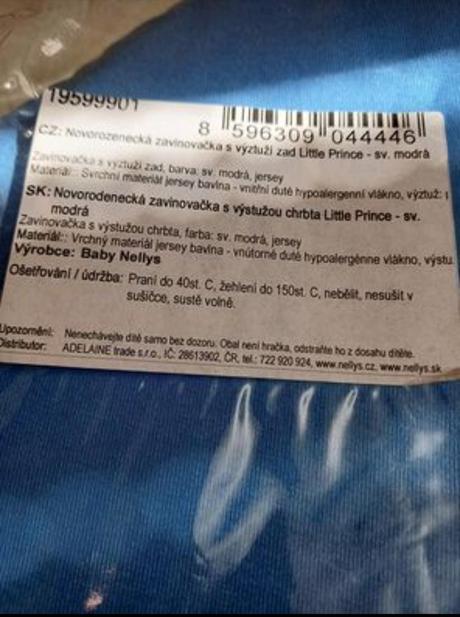 19599901
8 596309 044446
CZ: Novorozenecká zavinovačka s výztuží zad Little Prince - sv. modrá
Zavinovačka s výztuží zad, barva: sv. modrá, jersey
Materiál:: Svrchní materiál jersey bavlna - vnitřní duté hypoalergenní vlákno, výztuž:
SK: Novorodenecká zavinovačka s výstužou chrbta Little Prince - sv.
modrá
Zavinovačka s výstužou chrbta, farba: sv. modrá, jersey
Materiál:: Vrchný materiál jersey bavlna - vnútorné duté hypoalergénne vlákno, výstu
Výrobce: Baby Nellys
Ošetřování / údržba: Praní do 40st. C, žehlení do 150st. C, nebělit, nesušit v
sušičce, susté volně.
Upozornění: Nenechávejte dítě samo bez dozoru. Obal není hračka, odstraňte ho z dosahu dítěte.
Distributor: ADELAINE trade s.r.o., IČ: 28613902, ČR, tel.: 722 920 924, www.nellys.cz, www.nellys.sk